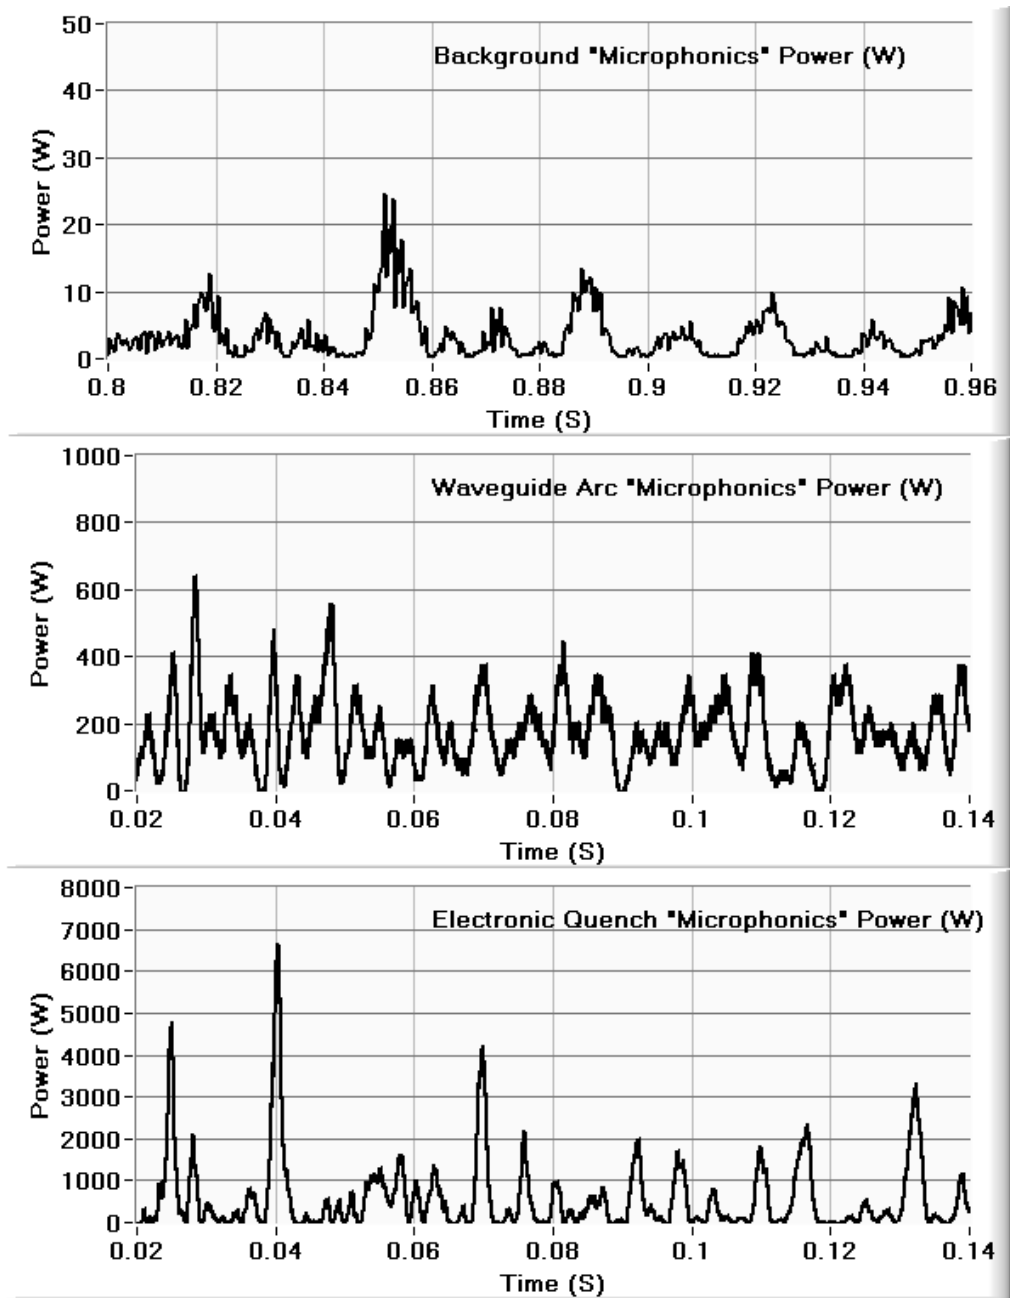 Background "Microphonics" Power (W)
Power (W)
50
40
30
20
10
0
0.8 0.82 0.84 0.86 0.88 0.9 0.92 0.94 0.96
Time (S)
Waveguide Arc "Microphonics" Power (W)
Power (W)
1000
800
600
400
200
0
0.02 0.04 0.06 0.08 0.1 0.12 0.14
Time (S)
Electronic Quench "Microphonics" Power (W)
Power (W)
8000
7000
6000
5000
4000
3000
2000
1000
0
0.02 0.04 0.06 0.08 0.1 0.12 0.14
Time (S)